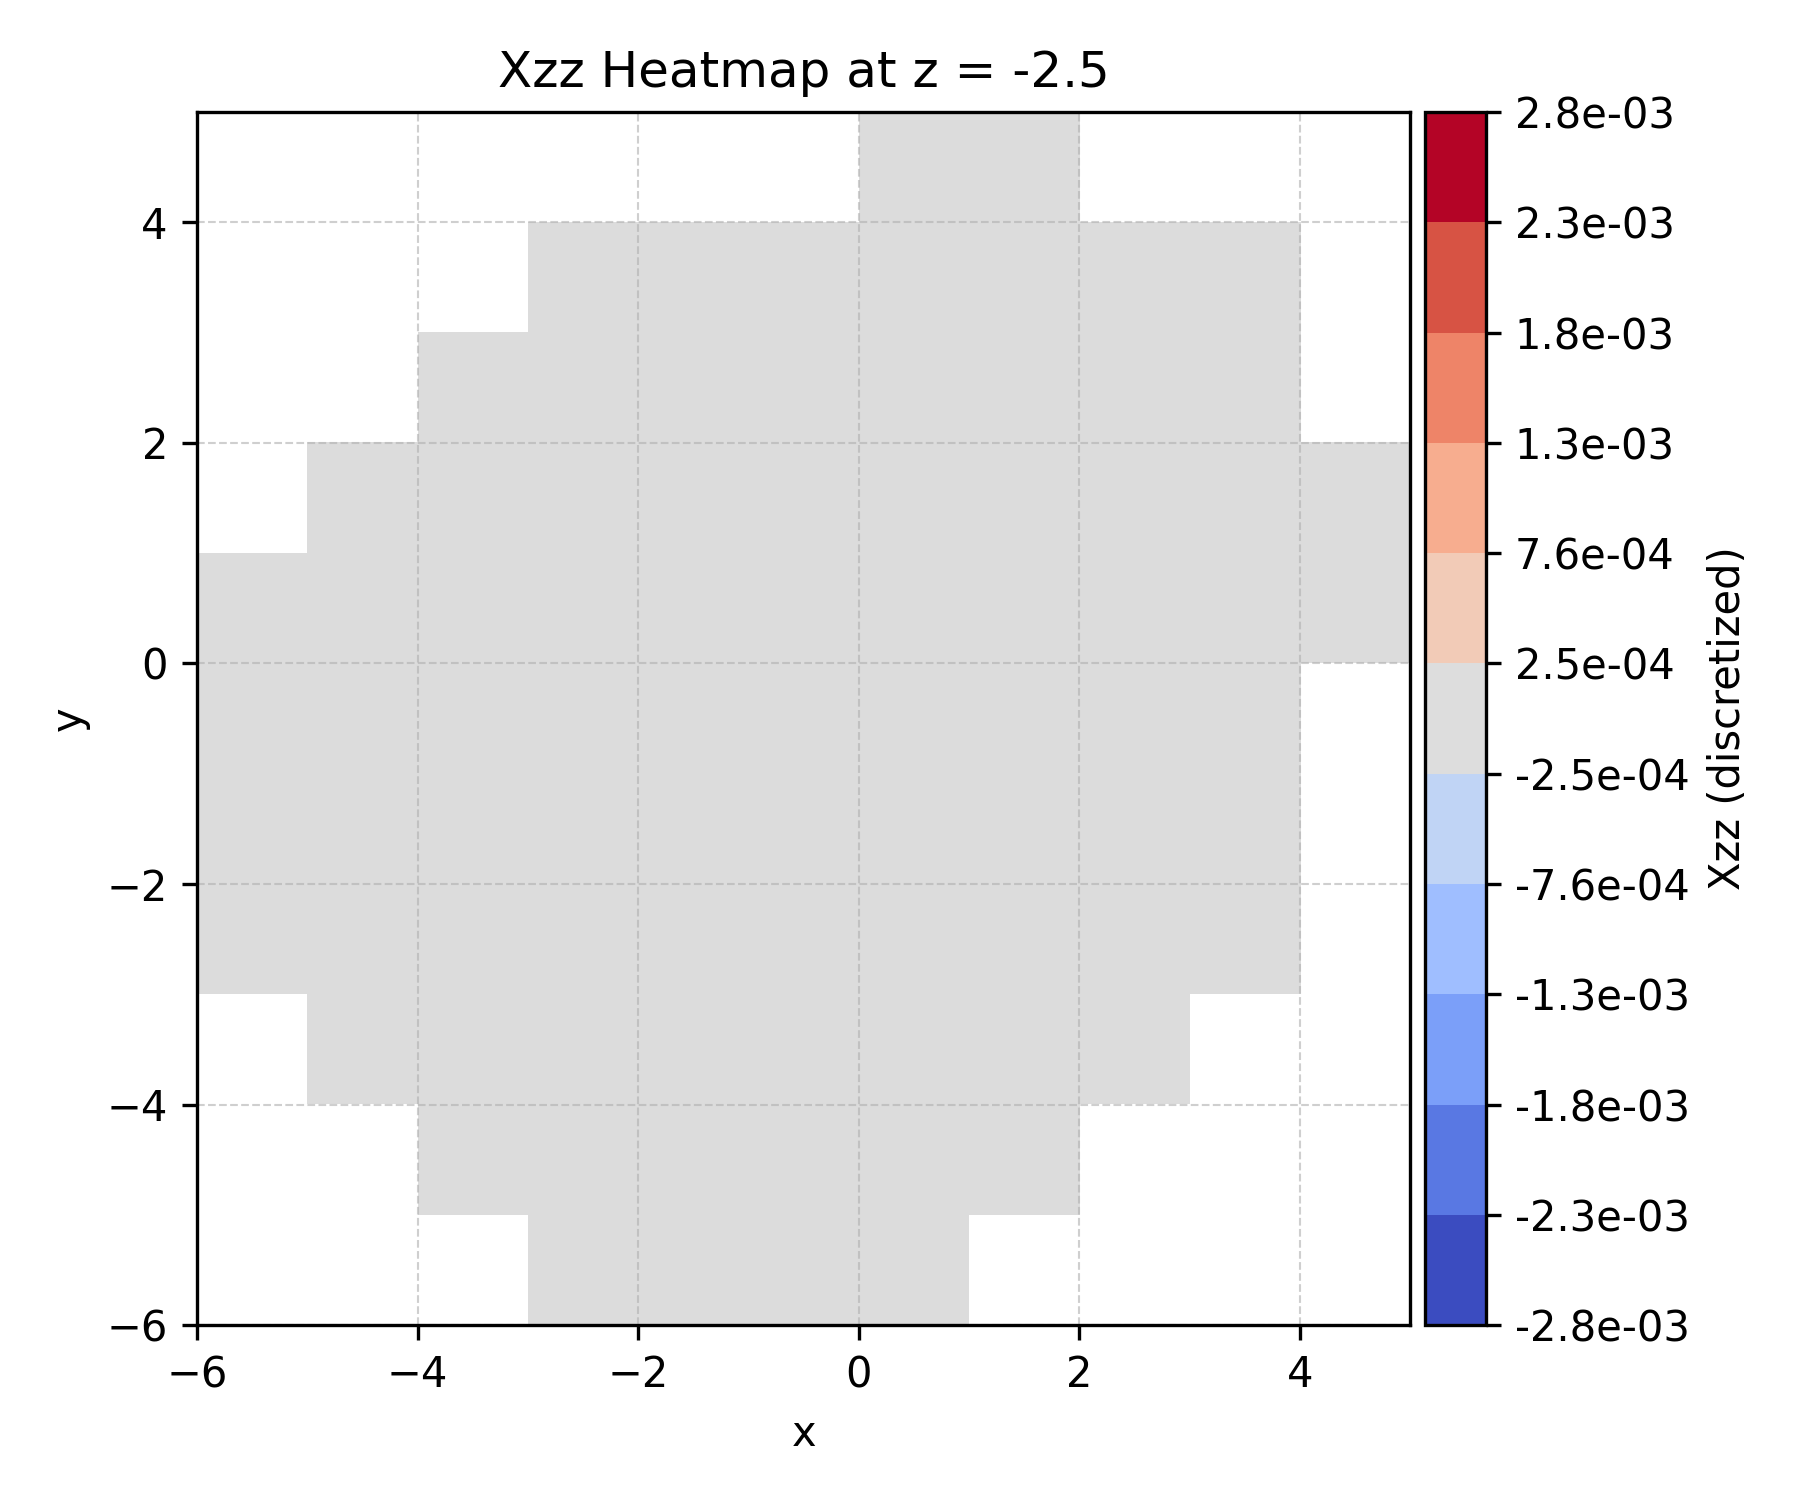 Xzz Heatmap at z = -2.5
4
2
0
−2
−4
−6
y
−6
−4
−2
0
2
4
x
2.8e-03
2.3e-03
1.8e-03
1.3e-03
7.6e-04
2.5e-04
-2.5e-04
-7.6e-04
-1.3e-03
-1.8e-03
-2.3e-03
-2.8e-03
Xzz (discretized)